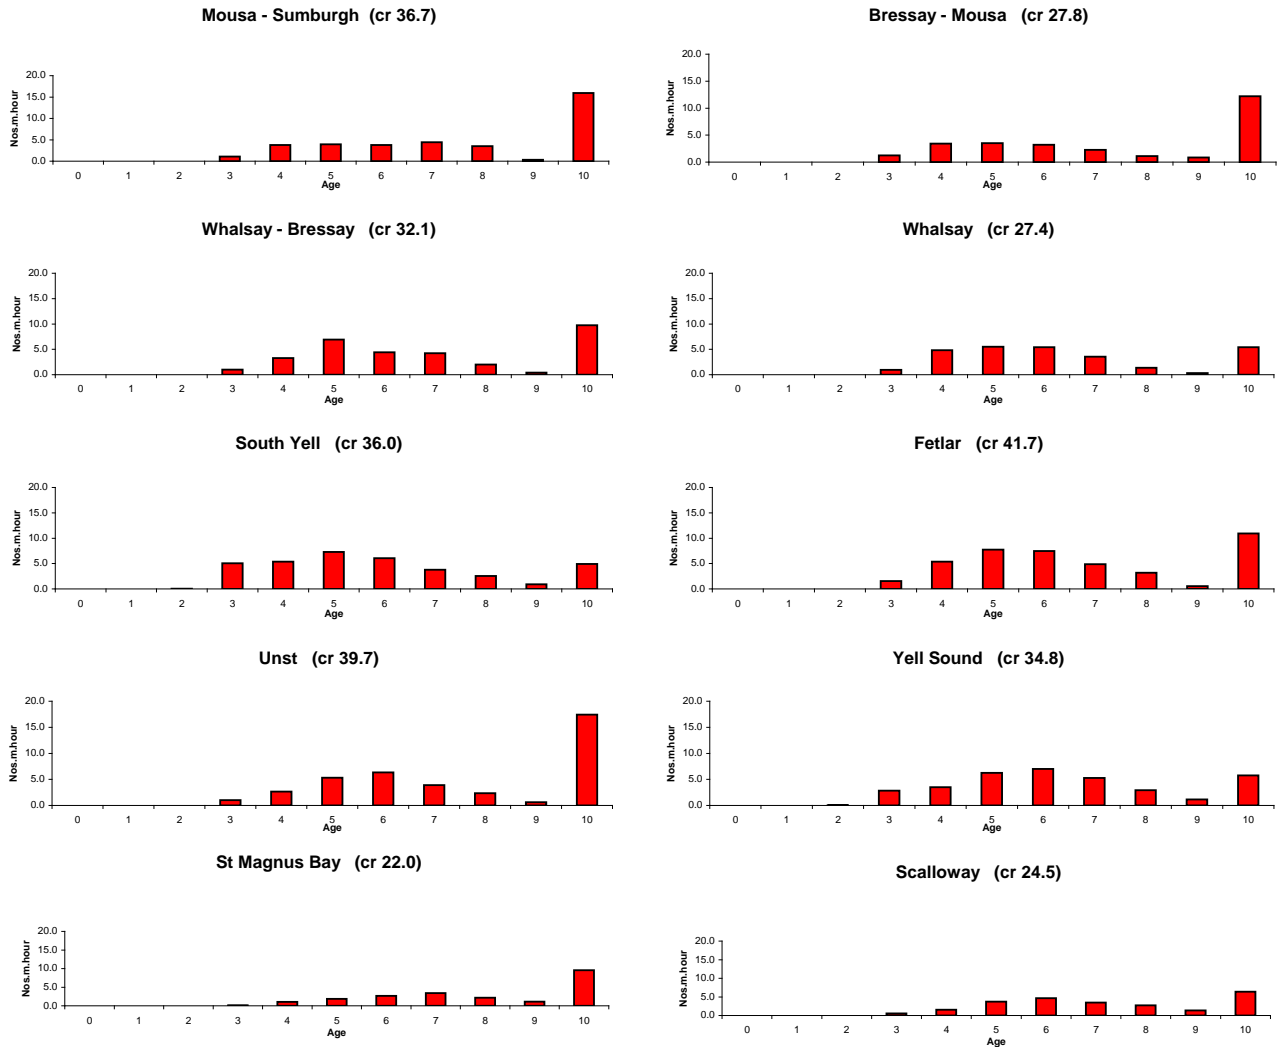 Mousa - Sumburgh (cr 36.7)
20.0
15.0
10.0
5.0
0.0
Nos.m.hour
0 1 2 3 4 5 6 7 8 9 10
Age
Bressay - Mousa (cr 27.8)
20.0
15.0
10.0
5.0
0.0
Nos.m.hour
0 1 2 3 4 5 6 7 8 9 10
Age
Whalsay - Bressay (cr 32.1)
20.0
15.0
10.0
5.0
0.0
Nos.m.hour
0 1 2 3 4 5 6 7 8 9 10
Age
Whalsay (cr 27.4)
20.0
15.0
10.0
5.0
0.0
Nos.m.hour
0 1 2 3 4 5 6 7 8 9 10
Age
South Yell (cr 36.0)
20.0
15.0
10.0
5.0
0.0
Nos.m.hour
0 1 2 3 4 5 6 7 8 9 10
Age
Fetlar (cr 41.7)
20.0
15.0
10.0
5.0
0.0
Nos.m.hour
0 1 2 3 4 5 6 7 8 9 10
Age
Unst (cr 39.7)
20.0
15.0
10.0
5.0
0.0
Nos.m.hour
0 1 2 3 4 5 6 7 8 9 10
Age
Yell Sound (cr 34.8)
20.0
15.0
10.0
5.0
0.0
Nos.m.hour
0 1 2 3 4 5 6 7 8 9 10
Age
St Magnus Bay (cr 22.0)
20.0
15.0
10.0
5.0
0.0
Nos.m.hour
0 1 2 3 4 5 6 7 8 9 10
Age
Scalloway (cr 24.5)
20.0
15.0
10.0
5.0
0.0
Nos.m.hour
0 1 2 3 4 5 6 7 8 9 10
Age